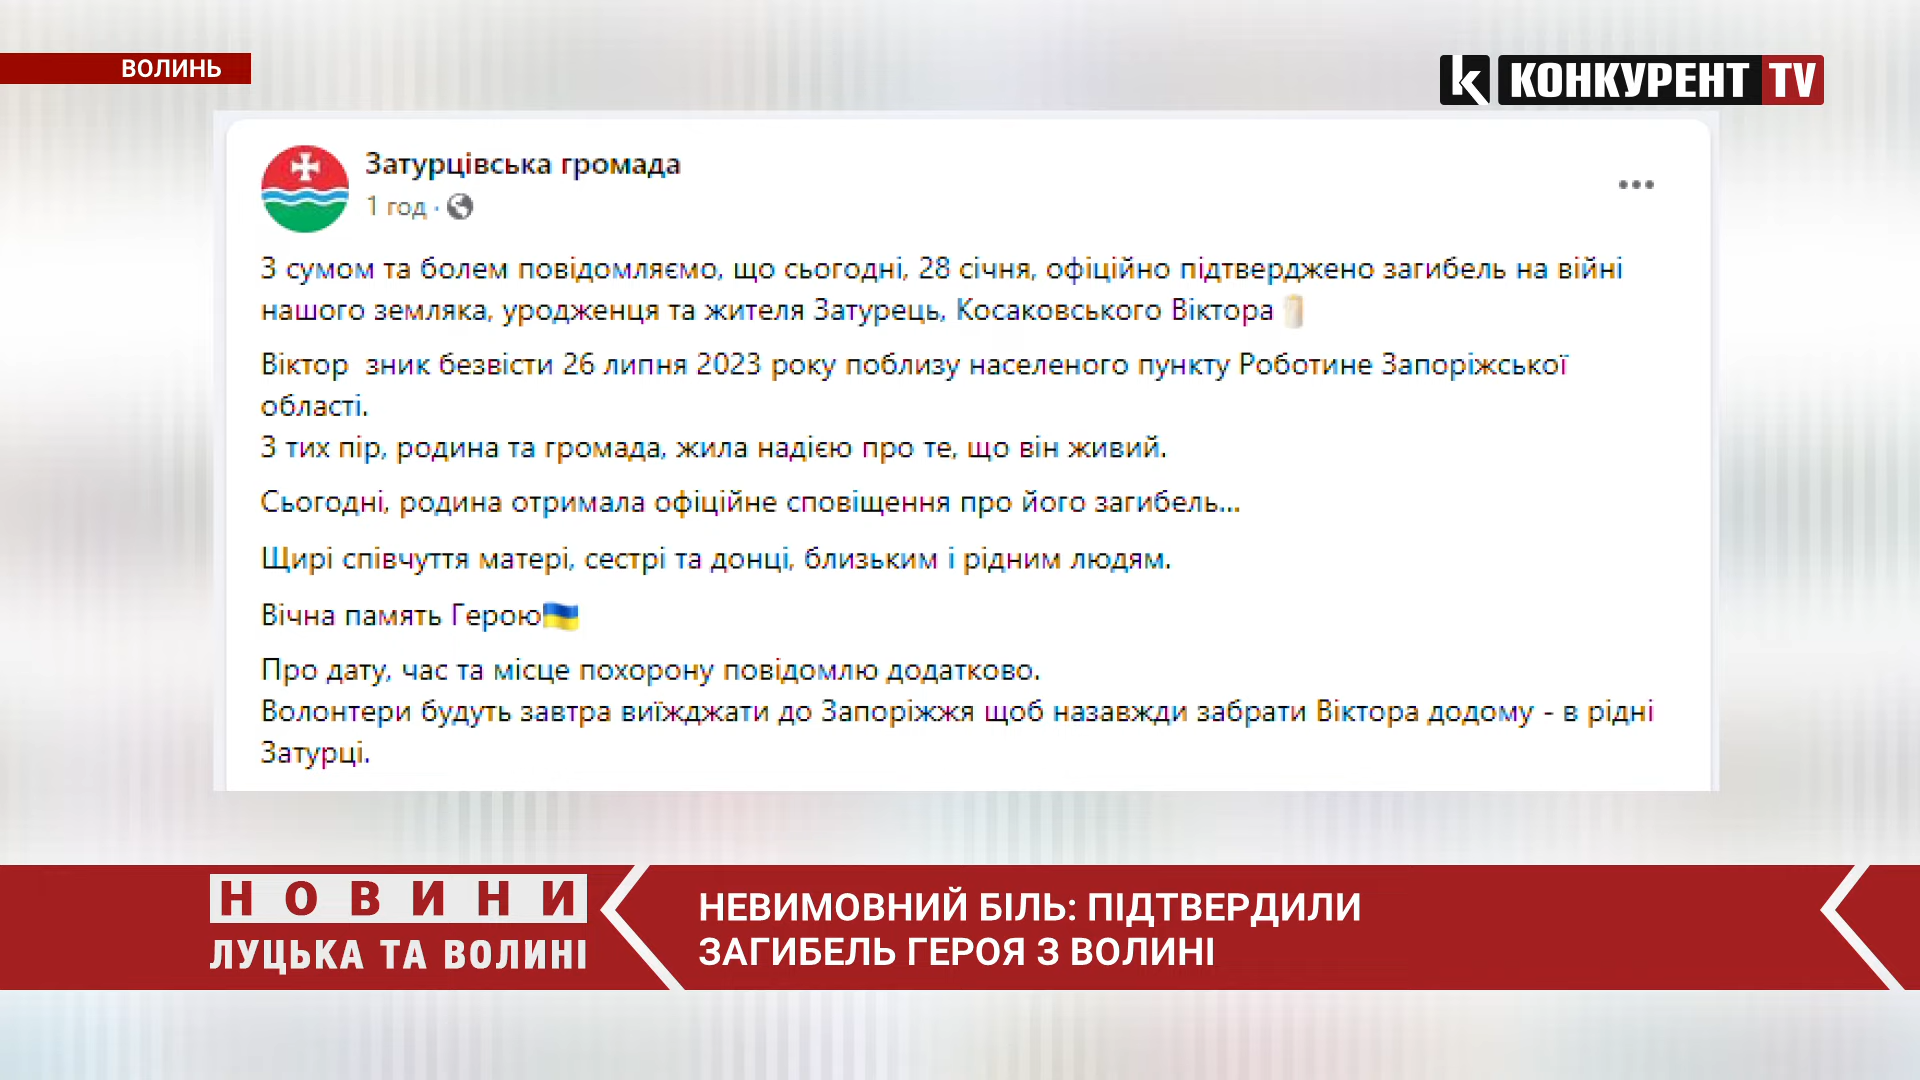 ВОЛИНЬ
k КОНКУРЕНТ TV
Затурцівська громада
1 год ·
З сумом та болем повідомляємо, що сьогодні, 28 січня, офіційно підтверджено загибель на війні
нашого земляка, уродженця та жителя Затурець, Косаковського Віктора
Віктор зник безвісти 26 липня 2023 року поблизу населеного пункту Роботине Запоріжської
області.
З тих пір, родина та громада, жила надією про те, що він живий.
Сьогодні, родина отримала офіційне сповіщення про його загибель...
Щирі співчуття матері, сестрі та донці, близьким і рідним людям.
Вічна память Герою🇺🇦
Про дату, час та місце похорону повідомлю додатково.
Волонтери будуть завтра виїжджати до Запоріжжя щоб назавжди забрати Віктора додому - в рідні
Затурці.
НОВИНИ
ЛУЦЬКА ТА ВОЛИНІ
НЕВИМОВНИЙ БІЛЬ: ПІДТВЕРДИЛИ
ЗАГИБЕЛЬ ГЕРОЯ З ВОЛИНІ